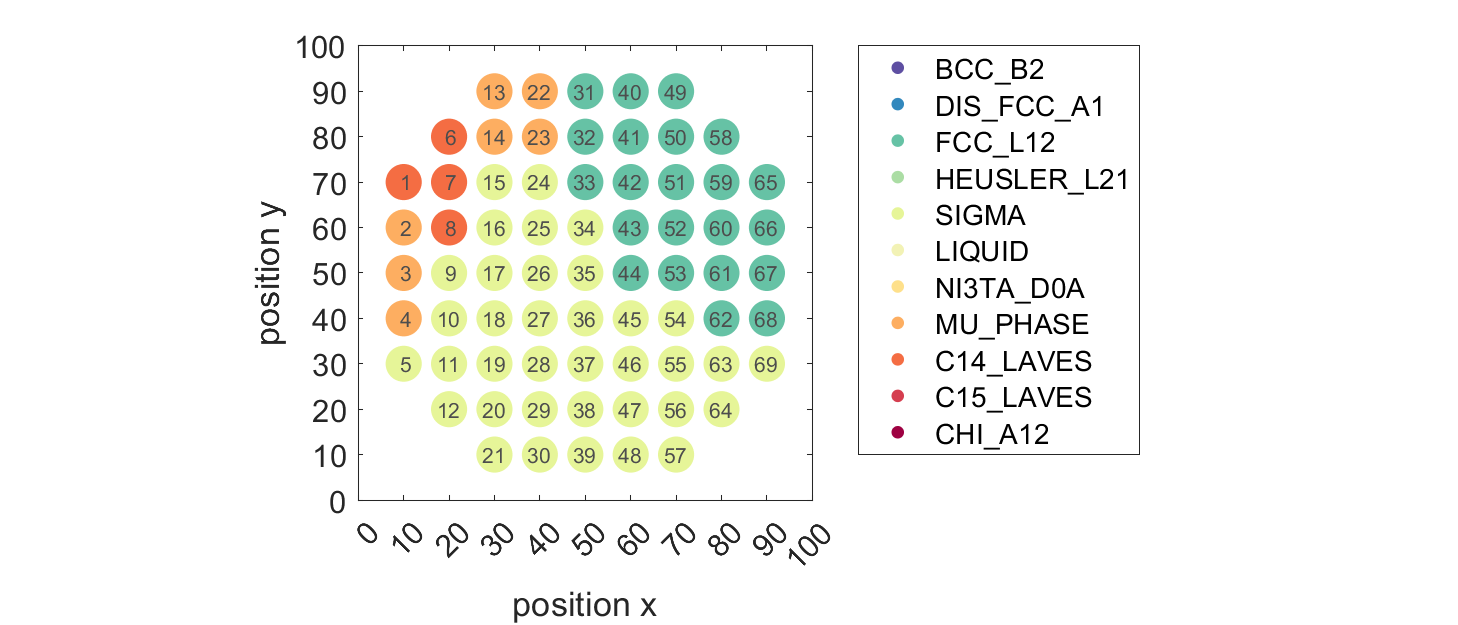 100
90
80
70
60
50
40
30
20
10
0
position y
13 22 31 40 49
6 14 23 32 41 50 58
1 7 15 24 33 42 51 59 65
2 8 16 25 34 43 52 60 66
3 9 17 26 35 44 53 61 67
4 10 18 27 36 45 54 62 68
5 11 19 28 37 46 55 63 69
12 20 29 38 47 56 64
21 30 39 48 57
0 10 20 30 40 50 60 70 80 90 100
position x
BCC_B2
DIS_FCC_A1
FCC_L12
HEUSLER_L21
SIGMA
LIQUID
NI3TA_D0A
MU_PHASE
C14_LAVES
C15_LAVES
CHI_A12